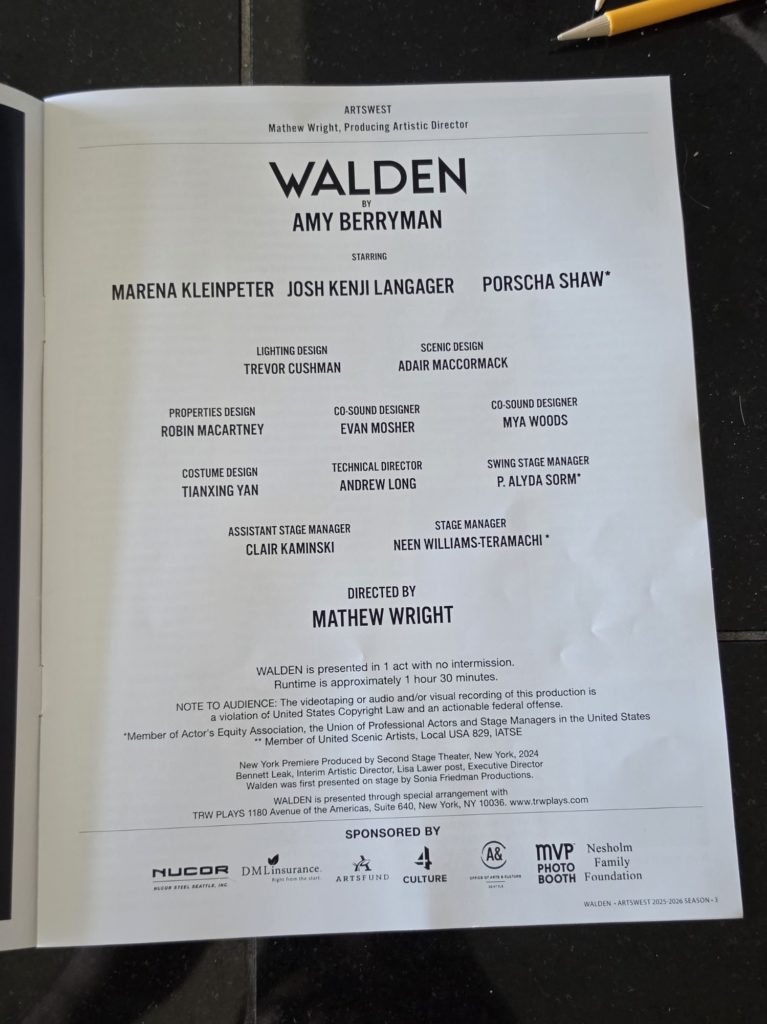 ARTSWEST
Mathew Wright, Producing Artistic Director
WALDEN
BY
AMY BERRYMAN
STARRING
MARENA KLEINPETER JOSH KENJI LANGAGER PORSCHA SHAW*
LIGHTING DESIGN SCENIC DESIGN
TREVOR CUSHMAN ADAIR MACCORMACK
PROPERTIES DESIGN CO-SOUND DESIGNER CO-SOUND DESIGNER
ROBIN MACARTNEY EVAN MOSHER MYA WOODS
COSTUME DESIGN TECHNICAL DIRECTOR SWING STAGE MANAGER
TIANXING YAN ANDREW LONG P. ALYDA SORM*
ASSISTANT STAGE MANAGER STAGE MANAGER
CLAIR KAMINSKI NEEN WILLIAMS-TERAMACHI *
DIRECTED BY
MATHEW WRIGHT
WALDEN is presented in 1 act with no intermission.
Runtime is approximately 1 hour 30 minutes.
NOTE TO AUDIENCE: The videotaping or audio and/or visual recording of this production is
a violation of United States Copyright Law and an actionable federal offense.
*Member of Actor's Equity Association, the Union of Professional Actors and Stage Managers in the United States
** Member of United Scenic Artists, Local USA 829, IATSE
New York Premiere Produced by Second Stage Theater, New York, 2024
Bennett Leak, Interim Artistic Director, Lisa Lawer post, Executive Director
Walden was first presented on stage by Sonia Friedman Productions.
WALDEN is presented through special arrangement with
TRW PLAYS 1180 Avenue of the Americas, Suite 640, New York, NY 10036. www.trwplays.com
SPONSORED BY
NUCOR
NUCOR STEEL SEATTLE, INC
DMLinsurance.
Right from the start.
ARTSFUND
4
CULTURE
A&
OFFICE OF ARTS & CULTURE
SEATTLE
MVP
PHOTO
BOOTH
Nesholm
Family
Foundation
WALDEN • ARTSWEST 2025-2026 SEASON • 3